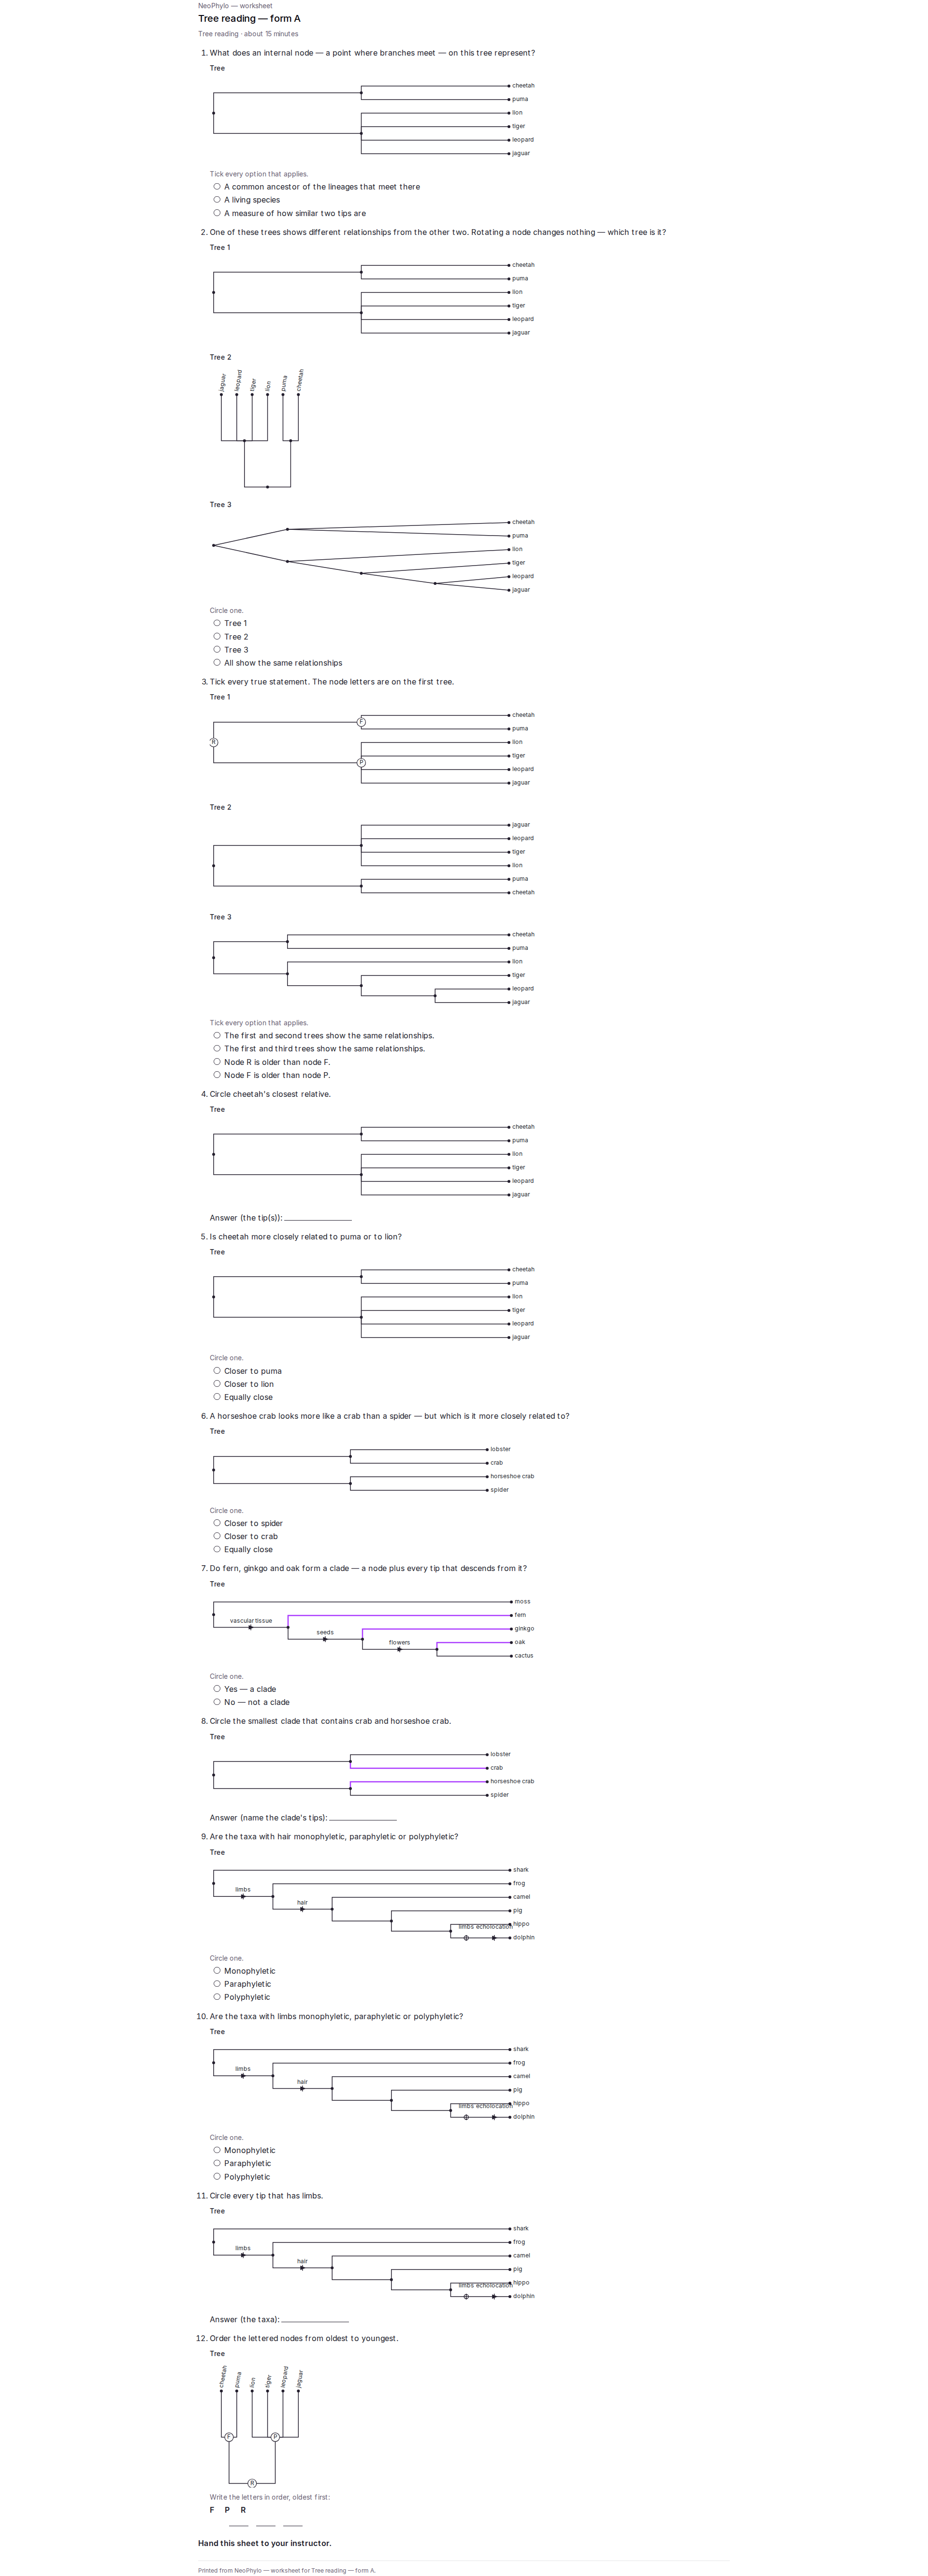 NeoPhylo — worksheet
Tree reading — form A
Tree reading · about 15 minutes
1. What does an internal node — a point where branches meet — on this tree represent?
Tree
cheetah
puma
lion
tiger
leopard
jaguar
Tick every option that applies.
A common ancestor of the lineages that meet there
A living species
A measure of how similar two tips are
2. One of these trees shows different relationships from the other two. Rotating a node changes nothing — which tree is it?
Tree 1
cheetah
puma
lion
tiger
leopard
jaguar
Tree 2
jaguar leopard tiger lion puma cheetah
Tree 3
cheetah
puma
lion
tiger
leopard
jaguar
Circle one.
Tree 1
Tree 2
Tree 3
All show the same relationships
3. Tick every true statement. The node letters are on the first tree.
Tree 1
cheetah
F
puma
R
lion
tiger
P
leopard
jaguar
Tree 2
jaguar
leopard
tiger
lion
puma
cheetah
Tree 3
cheetah
puma
lion
tiger
leopard
jaguar
Tick every option that applies.
The first and second trees show the same relationships.
The first and third trees show the same relationships.
Node R is older than node F.
Node F is older than node P.
4. Circle cheetah's closest relative.
Tree
cheetah
puma
lion
tiger
leopard
jaguar
Answer (the tip(s)):
5. Is cheetah more closely related to puma or to lion?
Tree
cheetah
puma
lion
tiger
leopard
jaguar
Circle one.
Closer to puma
Closer to lion
Equally close
6. A horseshoe crab looks more like a crab than a spider — but which is it more closely related to?
Tree
lobster
crab
horseshoe crab
spider
Circle one.
Closer to spider
Closer to crab
Equally close
7. Do fern, ginkgo and oak form a clade — a node plus every tip that descends from it?
Tree
moss
fern
vascular tissue
ginkgo
seeds
oak
flowers
cactus
Circle one.
Yes — a clade
No — not a clade
8. Circle the smallest clade that contains crab and horseshoe crab.
Tree
lobster
crab
horseshoe crab
spider
Answer (name the clade's tips):
9. Are the taxa with hair monophyletic, paraphyletic or polyphyletic?
Tree
shark
frog
limbs
camel
hair
pig
hippo
limbs echolocation
dolphin
Circle one.
Monophyletic
Paraphyletic
Polyphyletic
10. Are the taxa with limbs monophyletic, paraphyletic or polyphyletic?
Tree
shark
frog
limbs
camel
hair
pig
hippo
limbs echolocation
dolphin
Circle one.
Monophyletic
Paraphyletic
Polyphyletic
11. Circle every tip that has limbs.
Tree
shark
frog
limbs
camel
hair
pig
hippo
limbs echolocation
dolphin
Answer (the taxa):
12. Order the lettered nodes from oldest to youngest.
Tree
cheetah puma lion tiger leopard jaguar
F P
R
Write the letters in order, oldest first:
F P R
Hand this sheet to your instructor.
Printed from NeoPhylo — worksheet for Tree reading — form A.